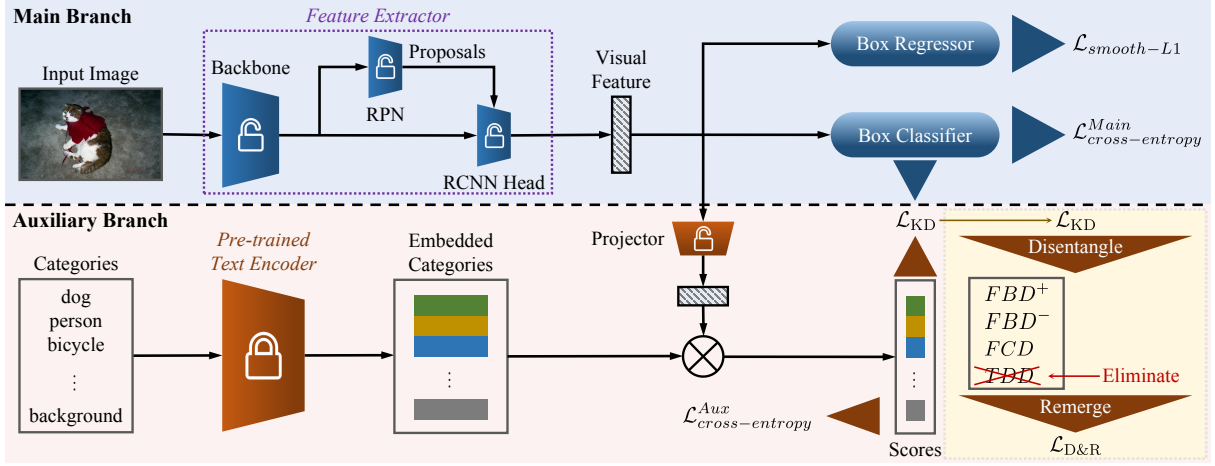 Main Branch
Feature Extractor
Input Image
Backbone
Proposals
RPN
RCNN Head
Visual
Feature
Box Regressor
ℒ_{smooth−L1}
Box Classifier
ℒ^{Main}_{cross−entropy}
Auxiliary Branch
Categories
dog
person
bicycle
⋮
background
Pre-trained
Text Encoder
Embedded
Categories
⋮
Projector
ℒ_{KD}
ℒ_{KD}
Disentangle
FBD⁺
FBD⁻
FCD
TDD
Eliminate
Remerge
ℒ_{D&R}
⋮
ℒ^{Aux}_{cross−entropy}
Scores